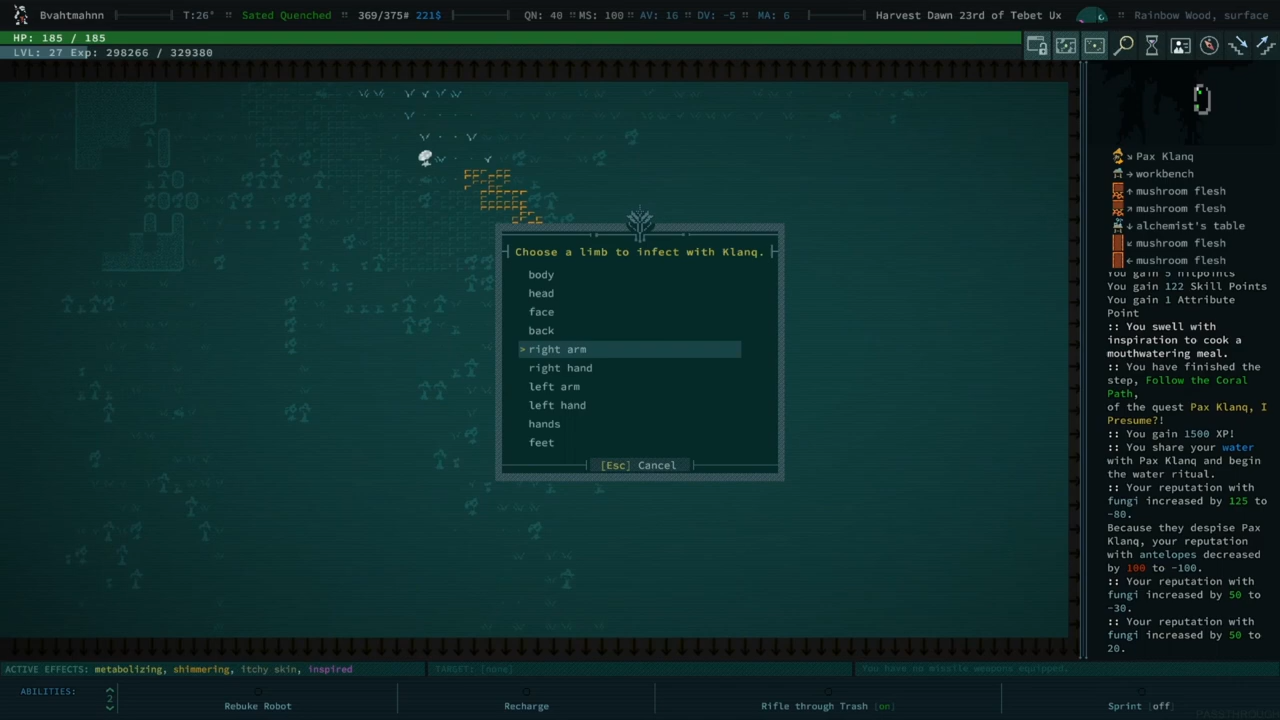 Bvahtmahnn T:26° :: Sated Quenched :: 369/375# 221$ QN: 40 :: MS: 100 :: AV: 16 :: DV: -5 :: MA: 6 Harvest Dawn 23rd of Tebet Ux :: Rainbow Wood, surface
HP: 185 / 185
LVL: 27 Exp: 298266 / 329380
Choose a limb to infect with Klanq.
body
head
face
back
> right arm
right hand
left arm
left hand
hands
feet
[Esc] Cancel
Pax Klanq
workbench
mushroom flesh
mushroom flesh
alchemist's table
mushroom flesh
mushroom flesh
You gain 5 hitpoints
You gain 122 Skill Points
You gain 1 Attribute
Point
:: You swell with
inspiration to cook a
mouthwatering meal.
:: You have finished the
step, Follow the Coral
Path,
of the quest Pax Klanq, I
Presume?!
:: You gain 1500 XP!
:: You share your water
with Pax Klanq and begin
the water ritual.
:: Your reputation with
fungi increased by 125 to
-80.
Because they despise Pax
Klanq, your reputation
with antelopes decreased
by 100 to -100.
:: Your reputation with
fungi increased by 50 to
-30.
:: Your reputation with
fungi increased by 50 to
20.
ACTIVE EFFECTS: metabolizing, shimmering, itchy skin, inspired TARGET: [none] You have no missile weapons equipped.
ABILITIES: 2 Rebuke Robot Recharge Rifle through Trash [on] Sprint [off]